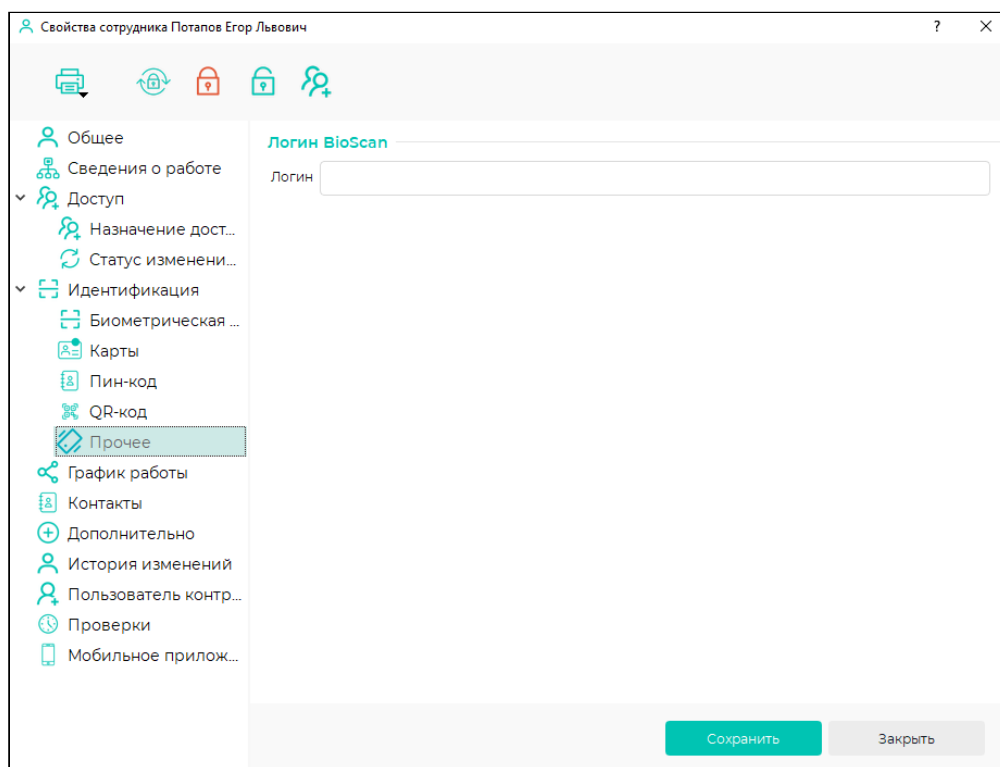 Свойства сотрудника Потапов Егор Львович
?
Общее
Сведения о работе
Доступ
Назначение дост...
Статус изменени...
Идентификация
Биометрическая ...
Карты
Пин-код
QR-код
Прочее
График работы
Контакты
Дополнительно
История изменений
Пользователь контр...
Проверки
Мобильное прилож...
Логин BioScan
Логин
Сохранить
Закрыть